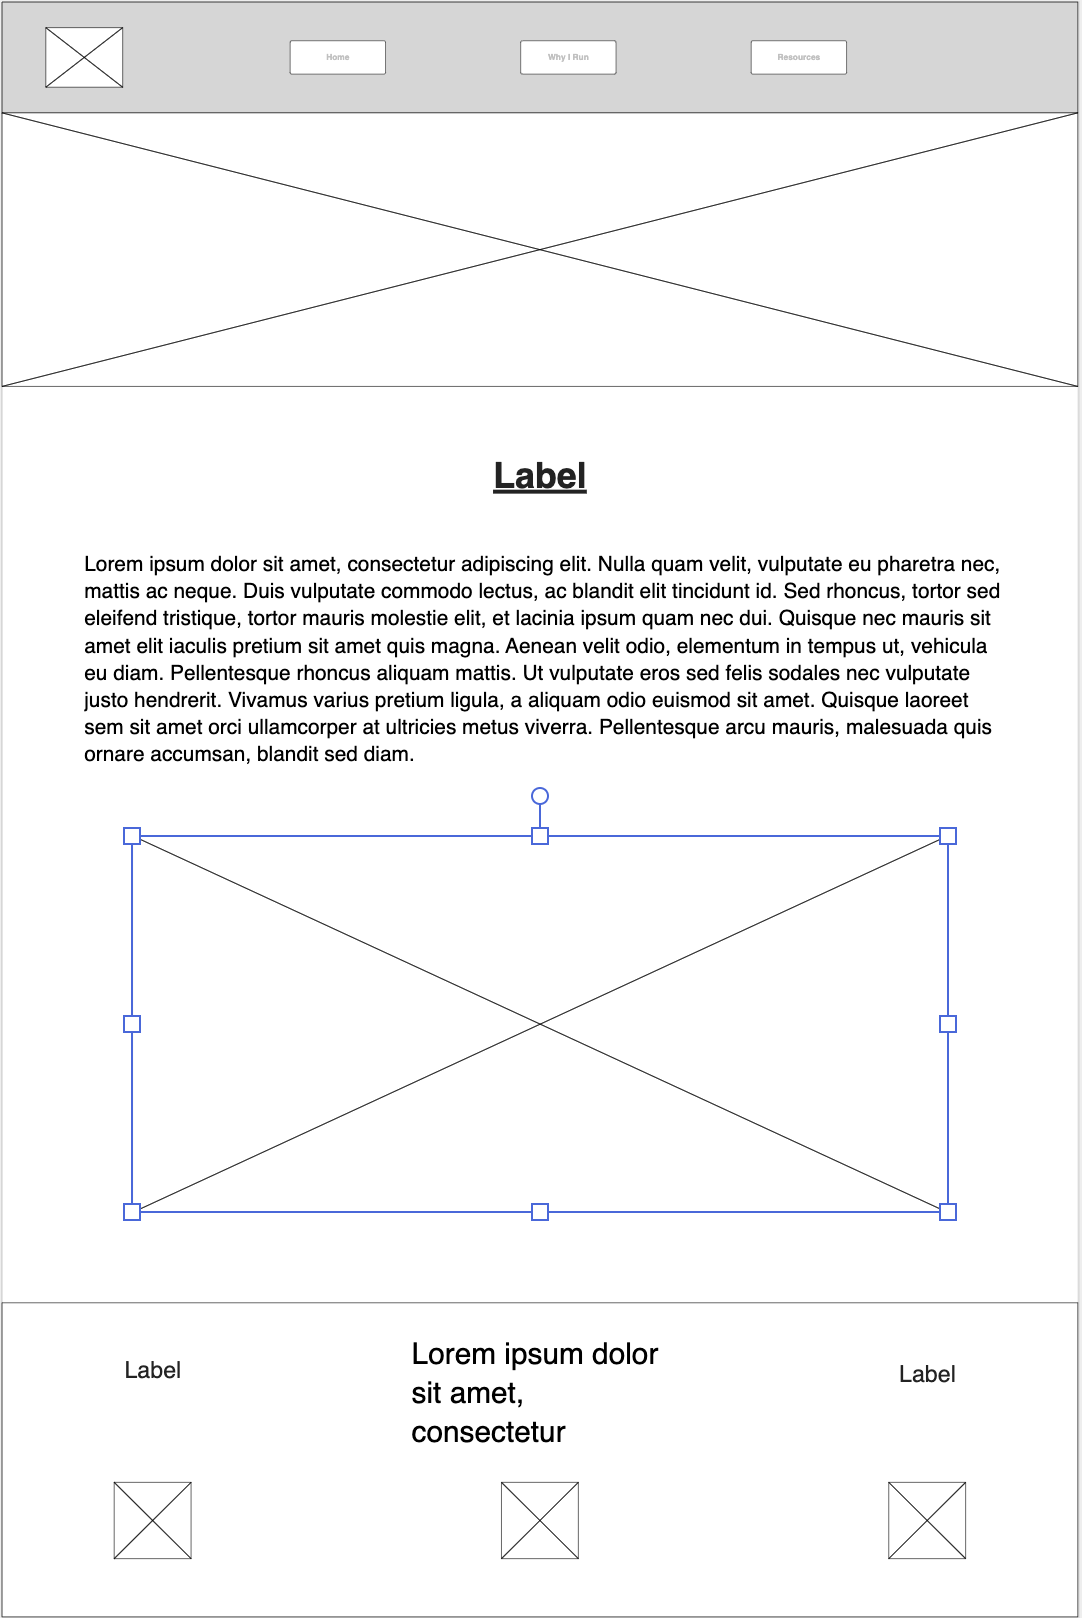 Home
Why I Run
Resources
Label
Lorem ipsum dolor sit amet, consectetur adipiscing elit. Nulla quam velit, vulputate eu pharetra nec,
mattis ac neque. Duis vulputate commodo lectus, ac blandit elit tincidunt id. Sed rhoncus, tortor sed
eleifend tristique, tortor mauris molestie elit, et lacinia ipsum quam nec dui. Quisque nec mauris sit
amet elit iaculis pretium sit amet quis magna. Aenean velit odio, elementum in tempus ut, vehicula
eu diam. Pellentesque rhoncus aliquam mattis. Ut vulputate eros sed felis sodales nec vulputate
justo hendrerit. Vivamus varius pretium ligula, a aliquam odio euismod sit amet. Quisque laoreet
sem sit amet orci ullamcorper at ultricies metus viverra. Pellentesque arcu mauris, malesuada quis
ornare accumsan, blandit sed diam.
Label
Lorem ipsum dolor
sit amet,
consectetur
Label